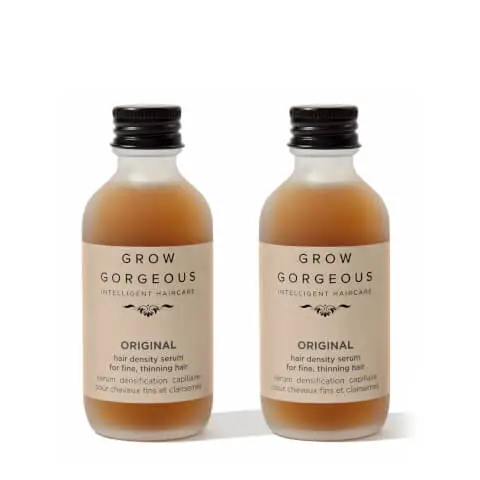 GROW
GORGEOUS
INTELLIGENT HAIRCARE
ORIGINAL
hair density serum
for fine, thinning hair
serum densification capillaire
pour cheveux fins et clairsemés
GROW
GORGEOUS
INTELLIGENT HAIRCARE
ORIGINAL
hair density serum
for fine, thinning hair
serum densification capillaire
pour cheveux fins et clairsemés